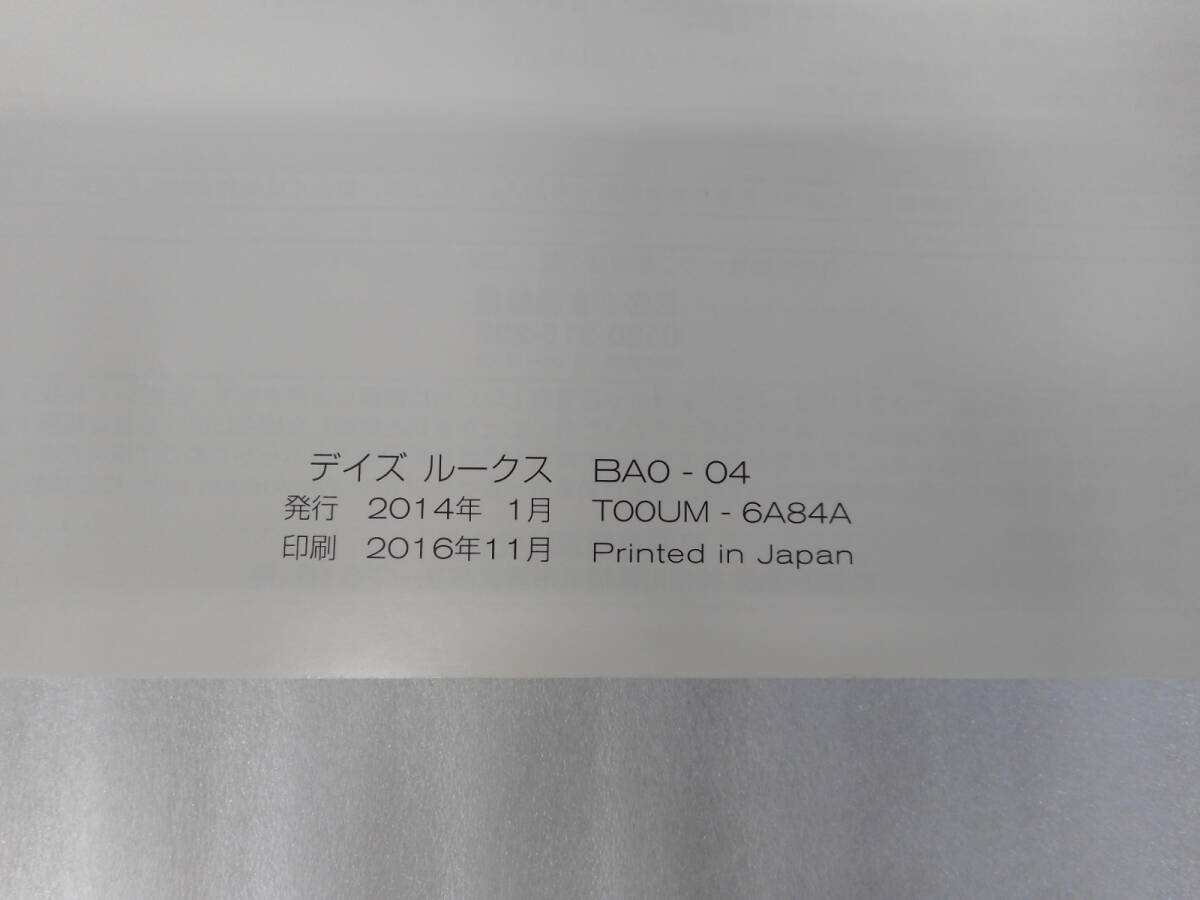 デイズ ルークス BA0 - 04
発行 2014年 1月 T00UM - 6A84A
印刷 2016年11月 Printed in Japan